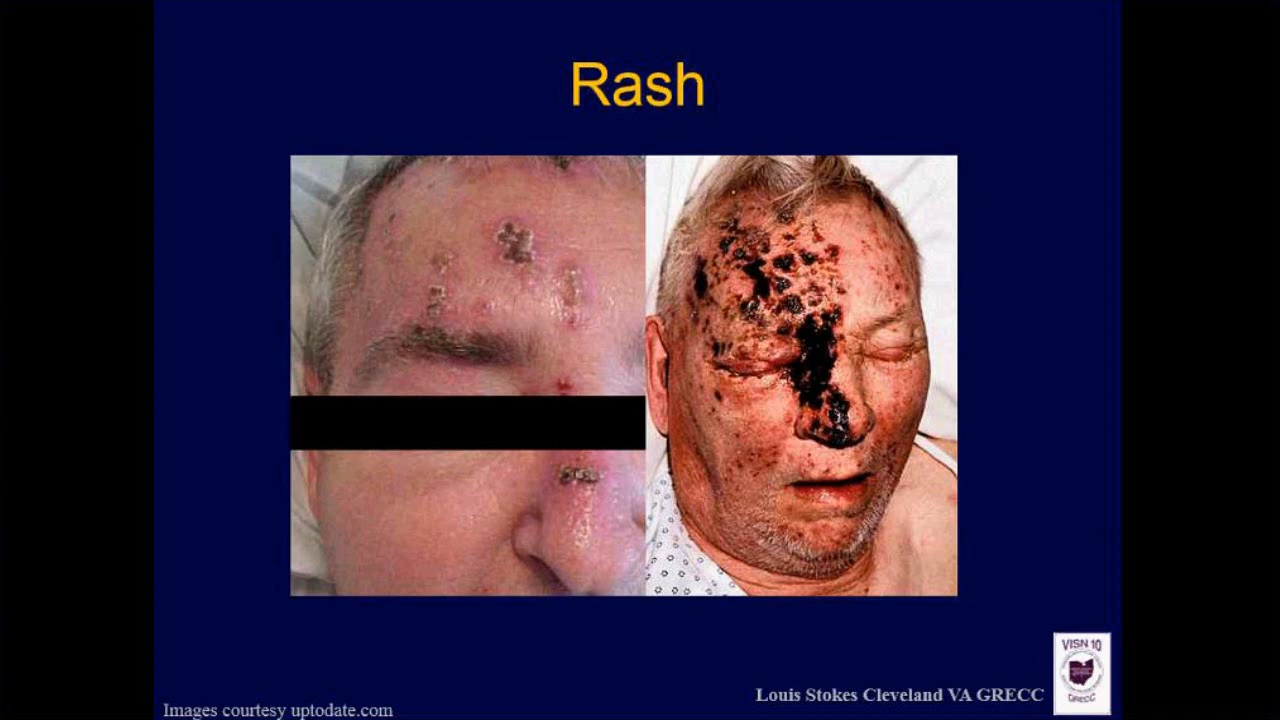 Rash
Louis Stokes Cleveland VA GRECC
VISN 10
GRECC
Images courtesy uptodate.com